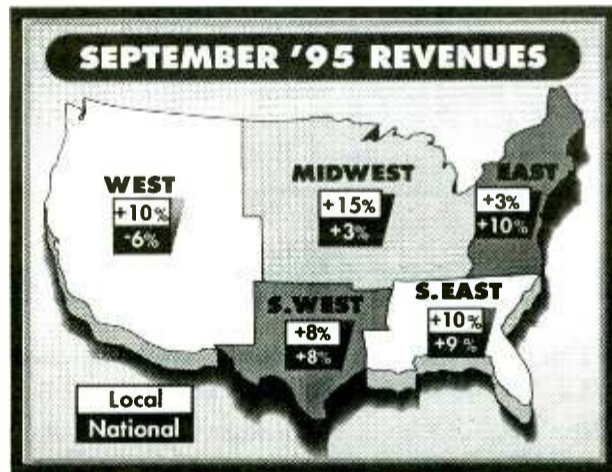 SEPTEMBER '95 REVENUES
WEST
+10%
-6%
MIDWEST
+15%
+3%
EAST
+3%
+10%
S.WEST
+8%
+8%
S.EAST
+10%
+9%
Local
National